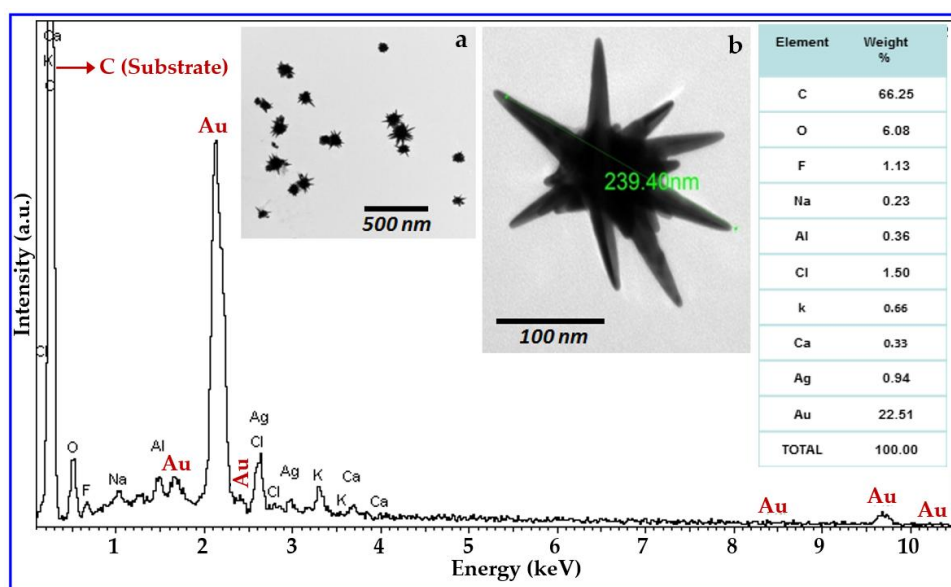 Ca
K
C (Substrate)
C
Cl
Au
O
F
Na
Al
Au
Au
Ag
Cl
Cl
Ag
K
K
Ca
Ca
Au
Au
Au
a
500 nm
b
239.40nm
100 nm
Element Weight %
C 66.25
O 6.08
F 1.13
Na 0.23
Al 0.36
Cl 1.50
k 0.66
Ca 0.33
Ag 0.94
Au 22.51
TOTAL 100.00
Intensity (a.u.)
1 2 3 4 5 6 7 8 9 10
Energy (keV)